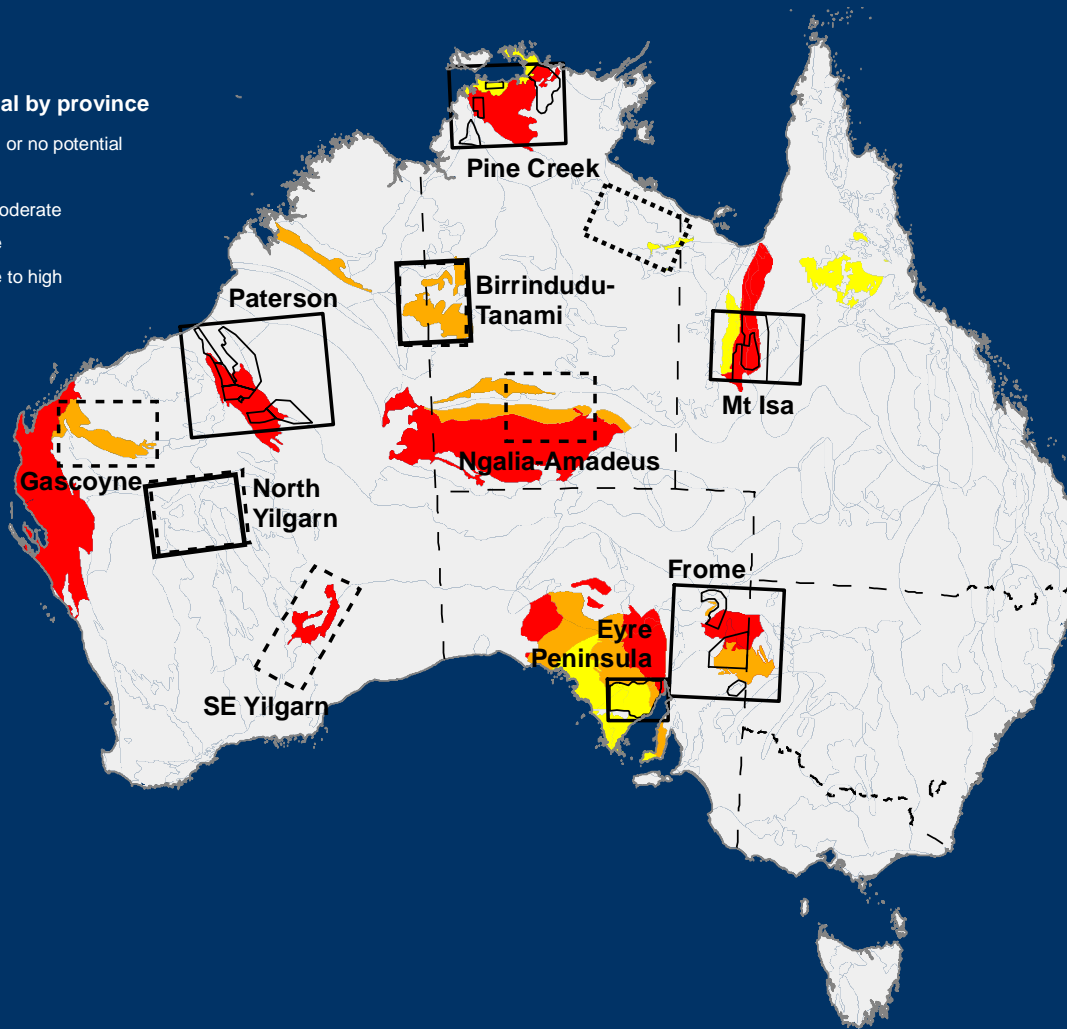 al by province
or no potential
oderate
e
e to high
Pine Creek
Birrindudu-
Tanami
Paterson
Mt Isa
Ngalia-Amadeus
Gascoyne
North
Yilgarn
Frome
Eyre
Peninsula
SE Yilgarn